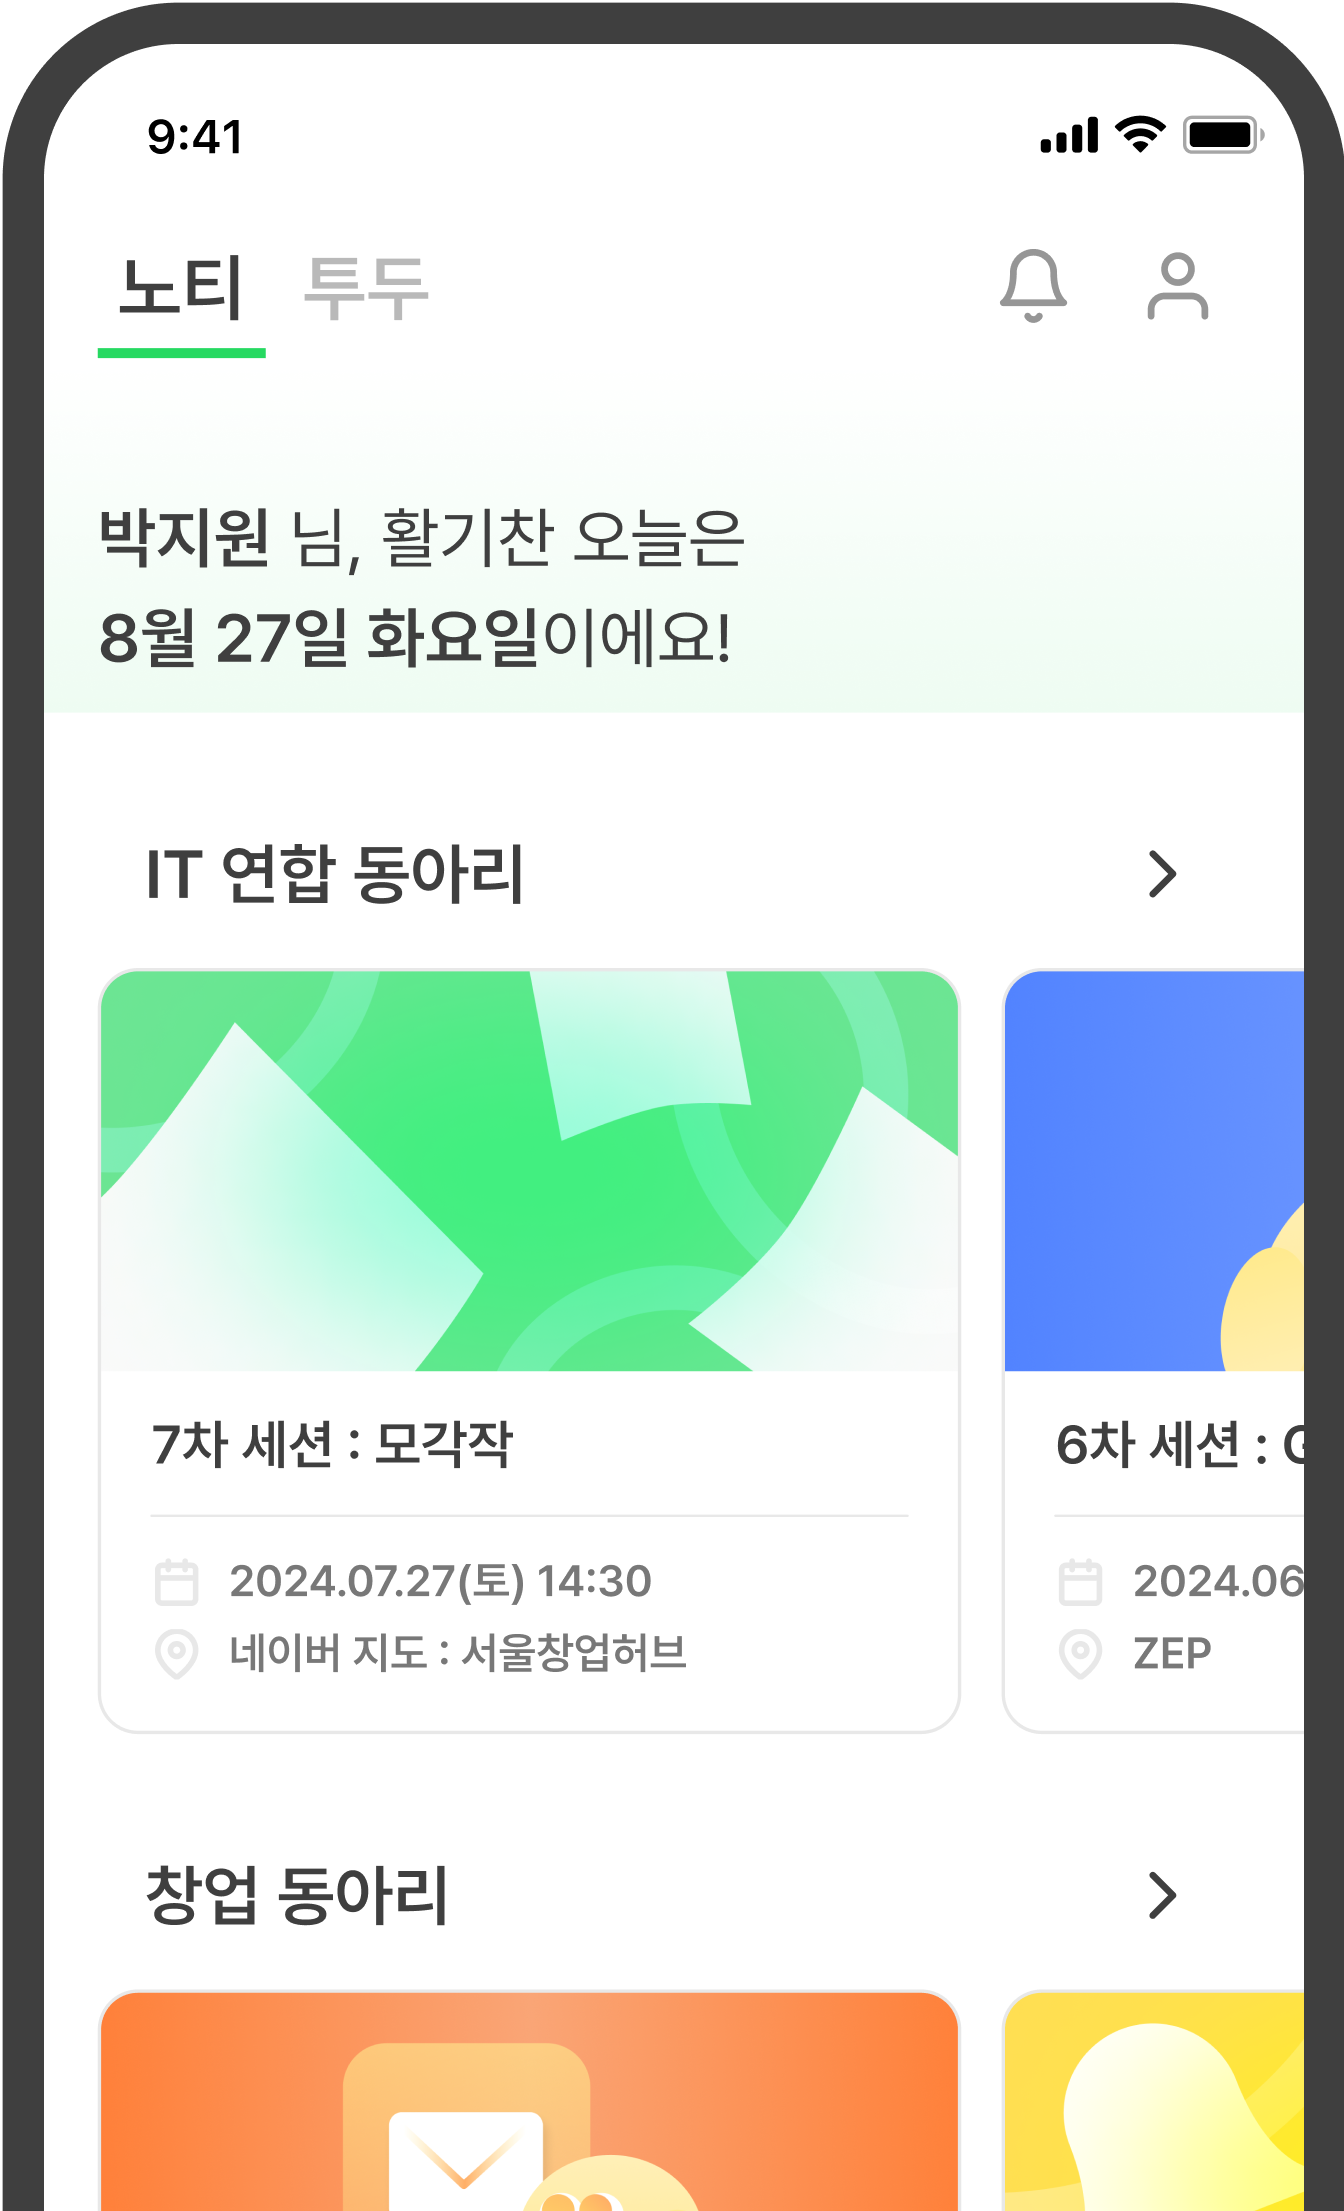 9:41
노티 투두
박지원 님, 활기찬 오늘은
8월 27일 화요일이에요!
IT 연합 동아리
7차 세션 : 모각작
2024.07.27(토) 14:30
네이버 지도 : 서울창업허브
6차 세션 :
2024.06
ZEP
창업 동아리